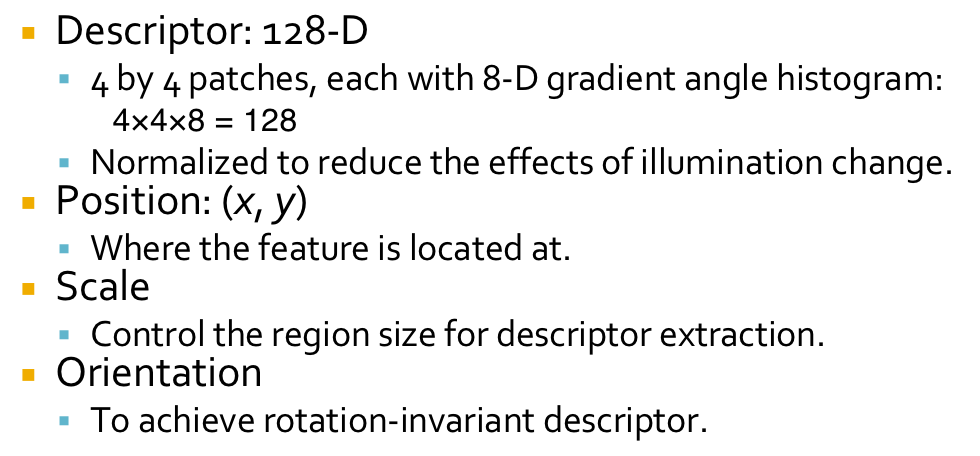 Descriptor: 128-D
4 by 4 patches, each with 8-D gradient angle histogram:
4×4×8 = 128
Normalized to reduce the effects of illumination change.
Position: (x, y)
Where the feature is located at.
Scale
Control the region size for descriptor extraction.
Orientation
To achieve rotation-invariant descriptor.